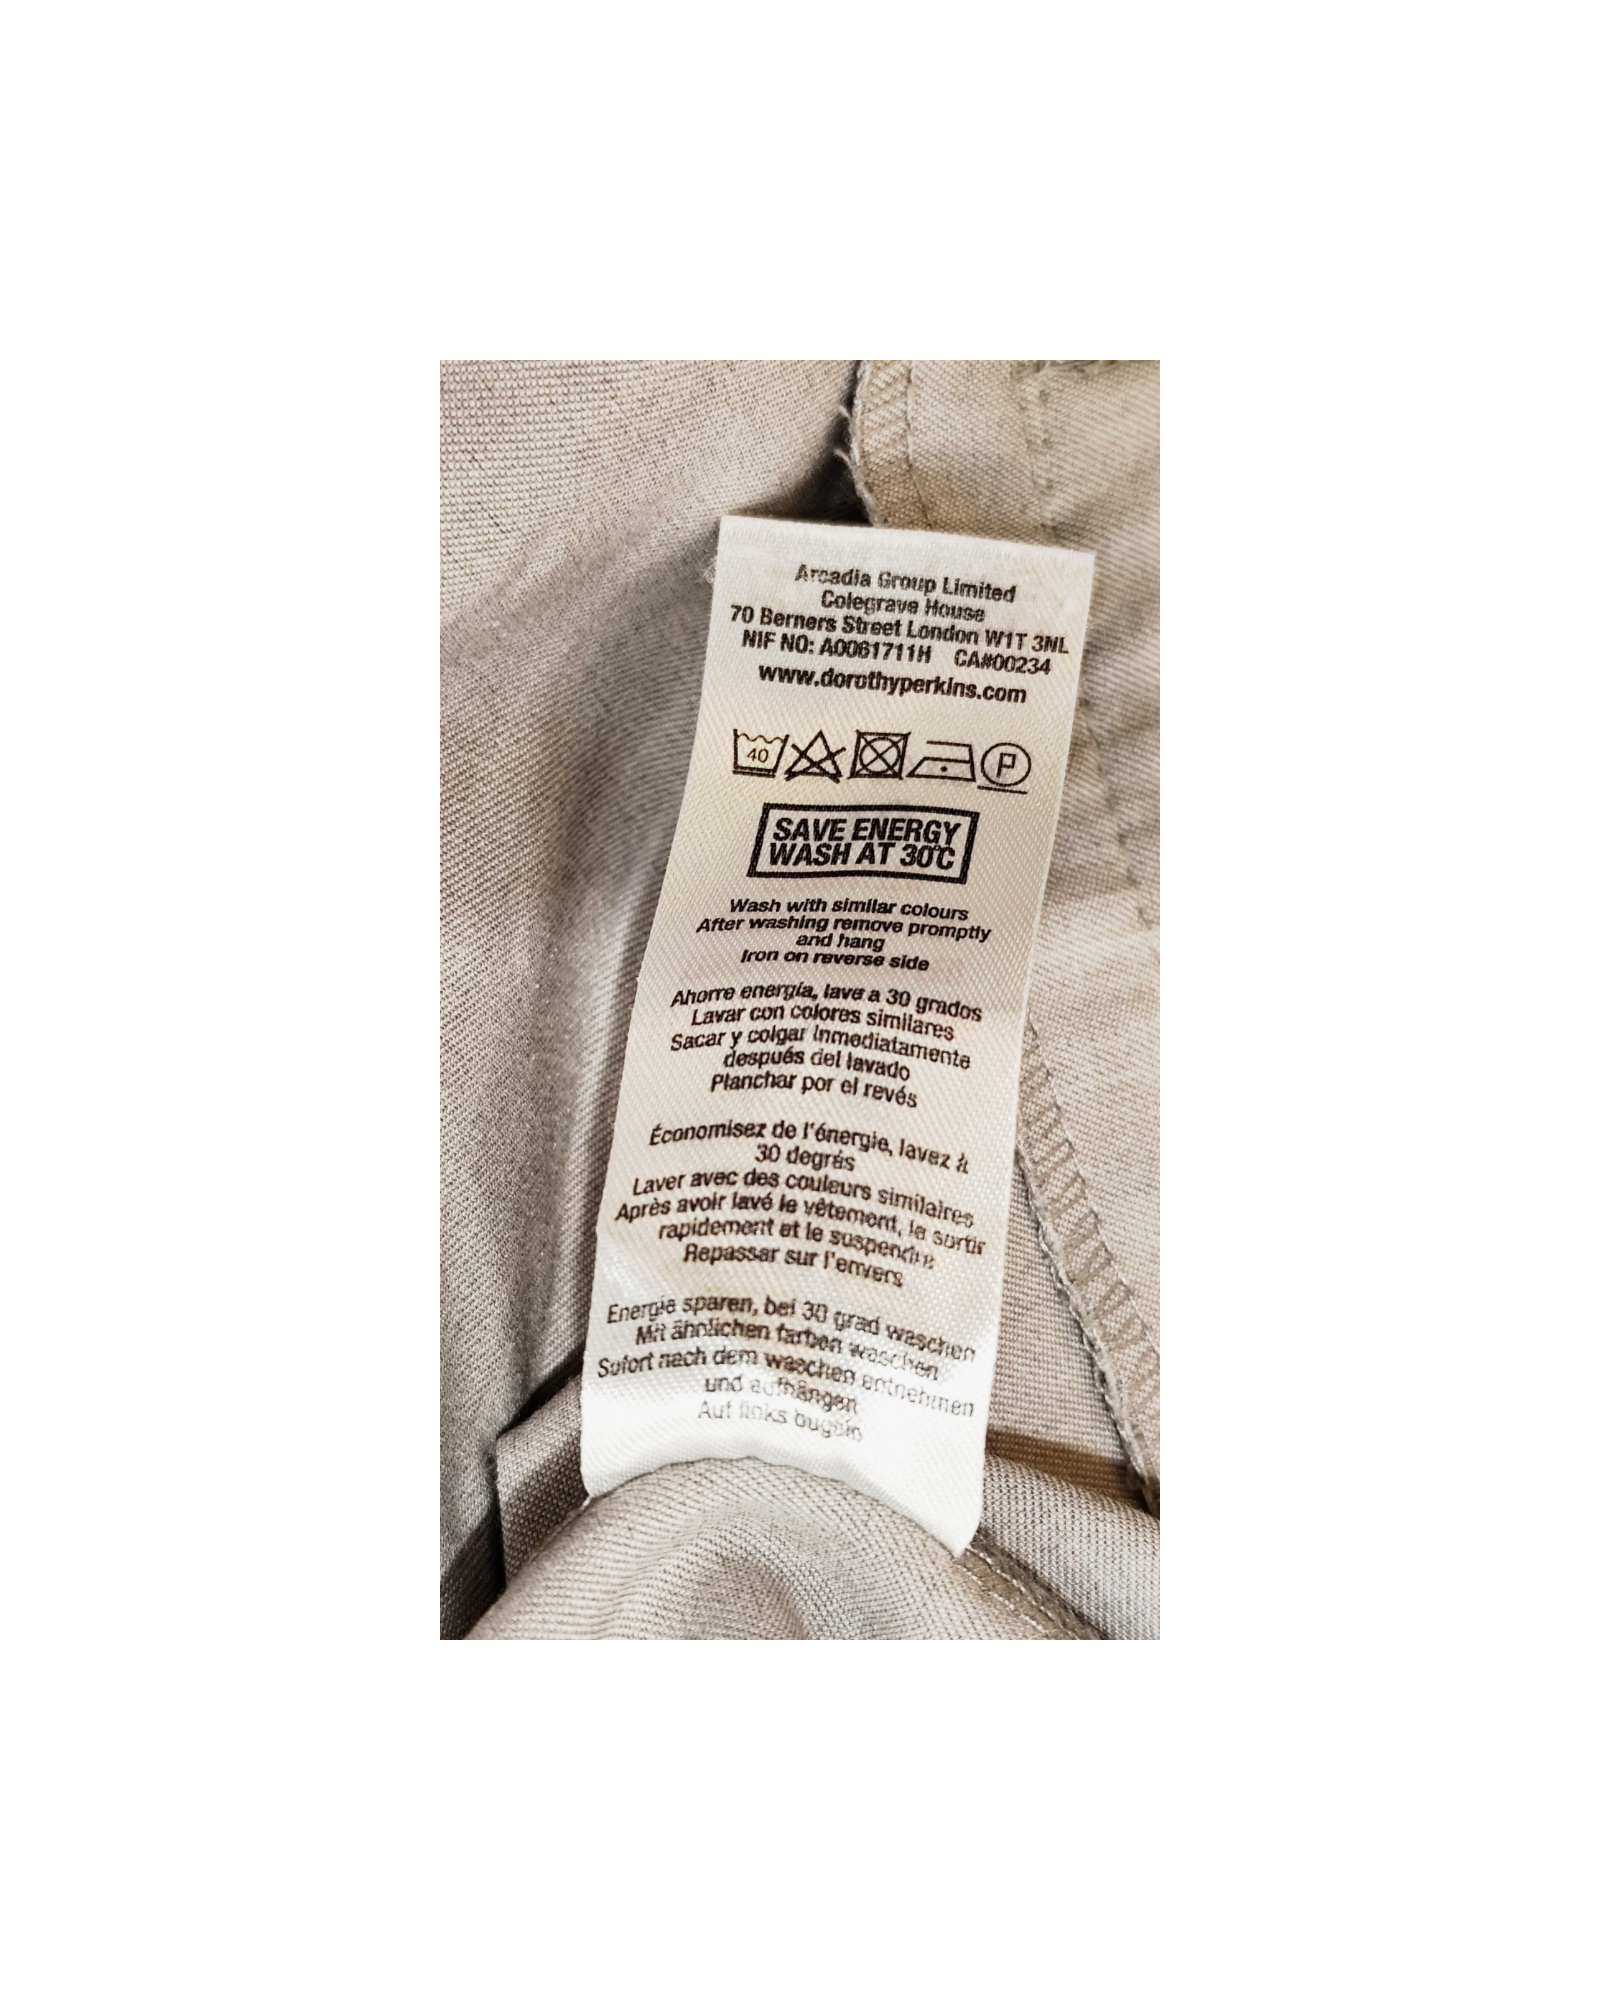 Arcadia Group Limited
Colegrave House
70 Berners Street London W1T 3NL
NIF NO: A0061711H CA#00234
www.dorothyperkins.com
40 P
SAVE ENERGY
WASH AT 30°C
Wash with similar colours
After washing remove promptly
and hang
Iron on reverse side
Ahorre energía, lave a 30 grados
Lavar con colores similares
Sacar y colgar inmediatamente
después del lavado
Planchar por el revés
Économisez de l'énergie, lavez à
30 degrés
Laver avec des couleurs similaires
Après avoir lavé le vêtement, le sortir
rapidement et le suspendre
Repasser sur l'envers
Energie sparen, bei 30 grad waschen
Mit ähnlichen farben waschen
Sofort nach dem waschen entnehmen
und aufhängen
Auf links bugeln